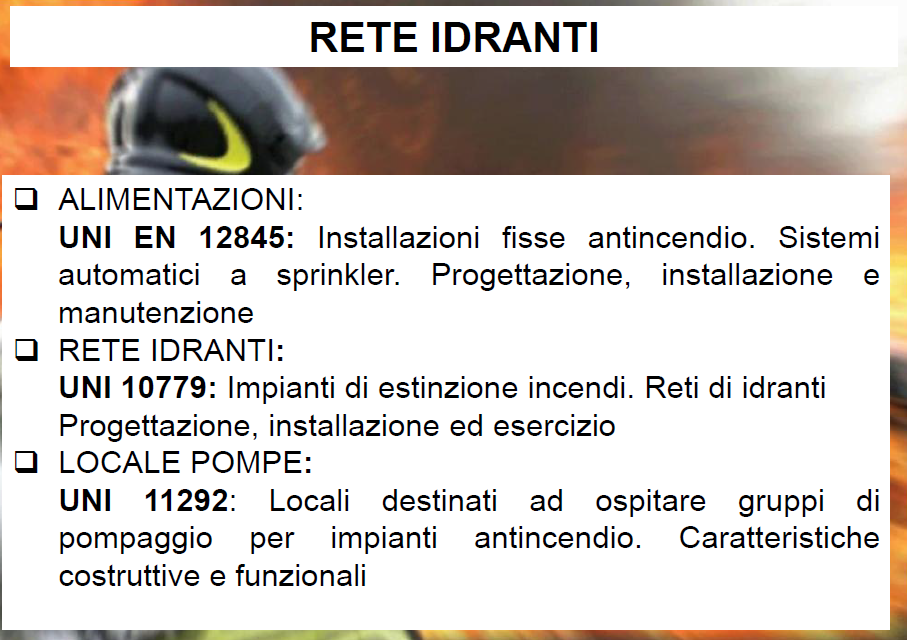 RETE IDRANTI
❑ ALIMENTAZIONI:
UNI EN 12845: Installazioni fisse antincendio. Sistemi
automatici a sprinkler. Progettazione, installazione e
manutenzione
❑ RETE IDRANTI:
UNI 10779: Impianti di estinzione incendi. Reti di idranti
Progettazione, installazione ed esercizio
❑ LOCALE POMPE:
UNI 11292: Locali destinati ad ospitare gruppi di
pompaggio per impianti antincendio. Caratteristiche
costruttive e funzionali